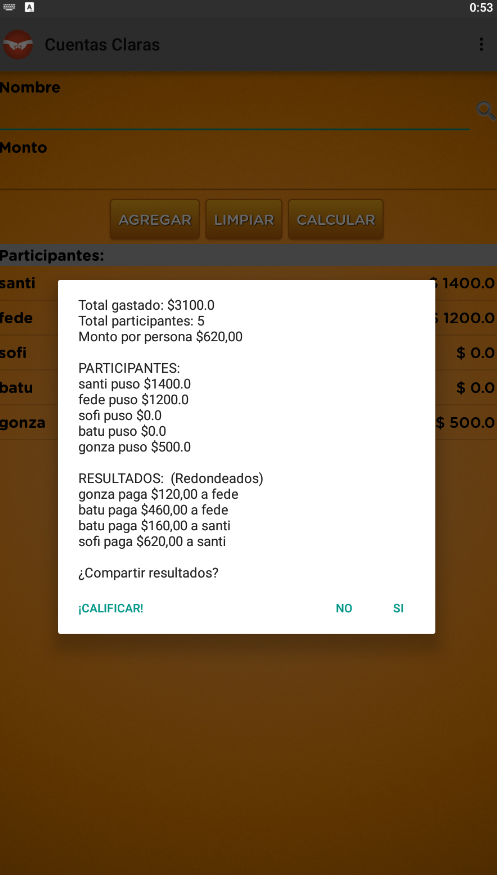 A
0:53
Cuentas Claras
Nombre
Monto
AGREGAR
LIMPIAR
CALCULAR
Participantes:
santi
$ 1400.0
fede
$ 1200.0
sofi
$ 0.0
batu
$ 0.0
gonza
$ 500.0
Total gastado: $3100.0
Total participantes: 5
Monto por persona $620,00
PARTICIPANTES:
santi puso $1400.0
fede puso $1200.0
sofi puso $0.0
batu puso $0.0
gonza puso $500.0
RESULTADOS:  (Redondeados)
gonza paga $120,00 a fede
batu paga $460,00 a fede
batu paga $160,00 a santi
sofi paga $620,00 a santi
¿Compartir resultados?
¡CALIFICAR!
NO
SI